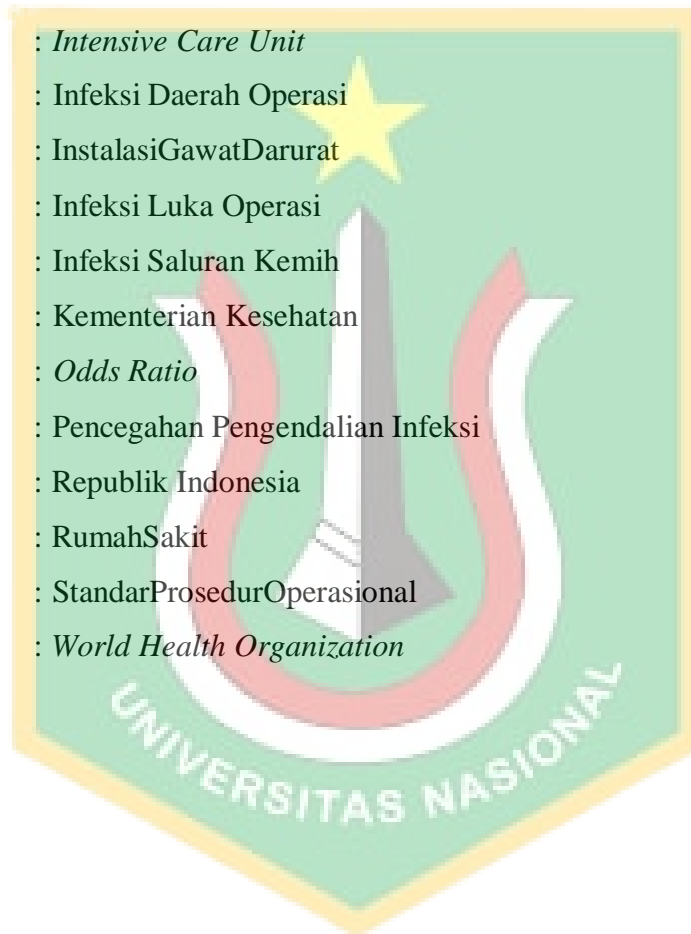 : Intensive Care Unit
: Infeksi Daerah Operasi
: InstalasiGawatDarurat
: Infeksi Luka Operasi
: Infeksi Saluran Kemih
: Kementerian Kesehatan
: Odds Ratio
: Pencegahan Pengendalian Infeksi
: Republik Indonesia
: RumahSakit
: StandarProsedurOperasional
: World Health Organization
UNIVERSITAS NASIONAL